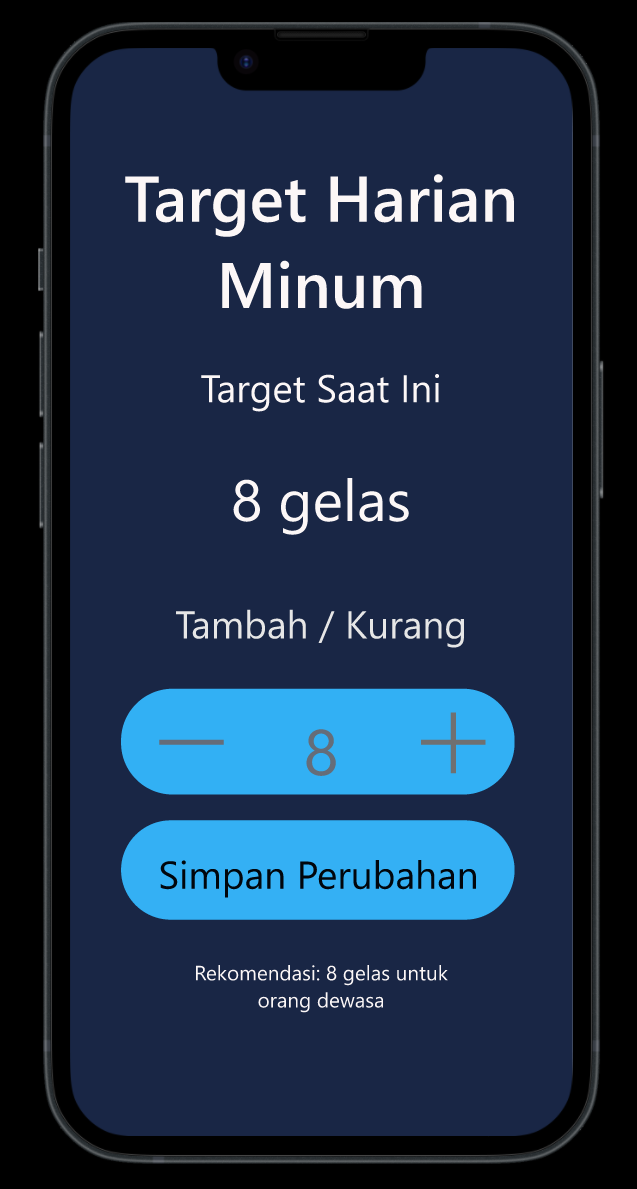 Target Harian
Minum
Target Saat Ini
8 gelas
Tambah / Kurang
8
Simpan Perubahan
Rekomendasi: 8 gelas untuk
orang dewasa